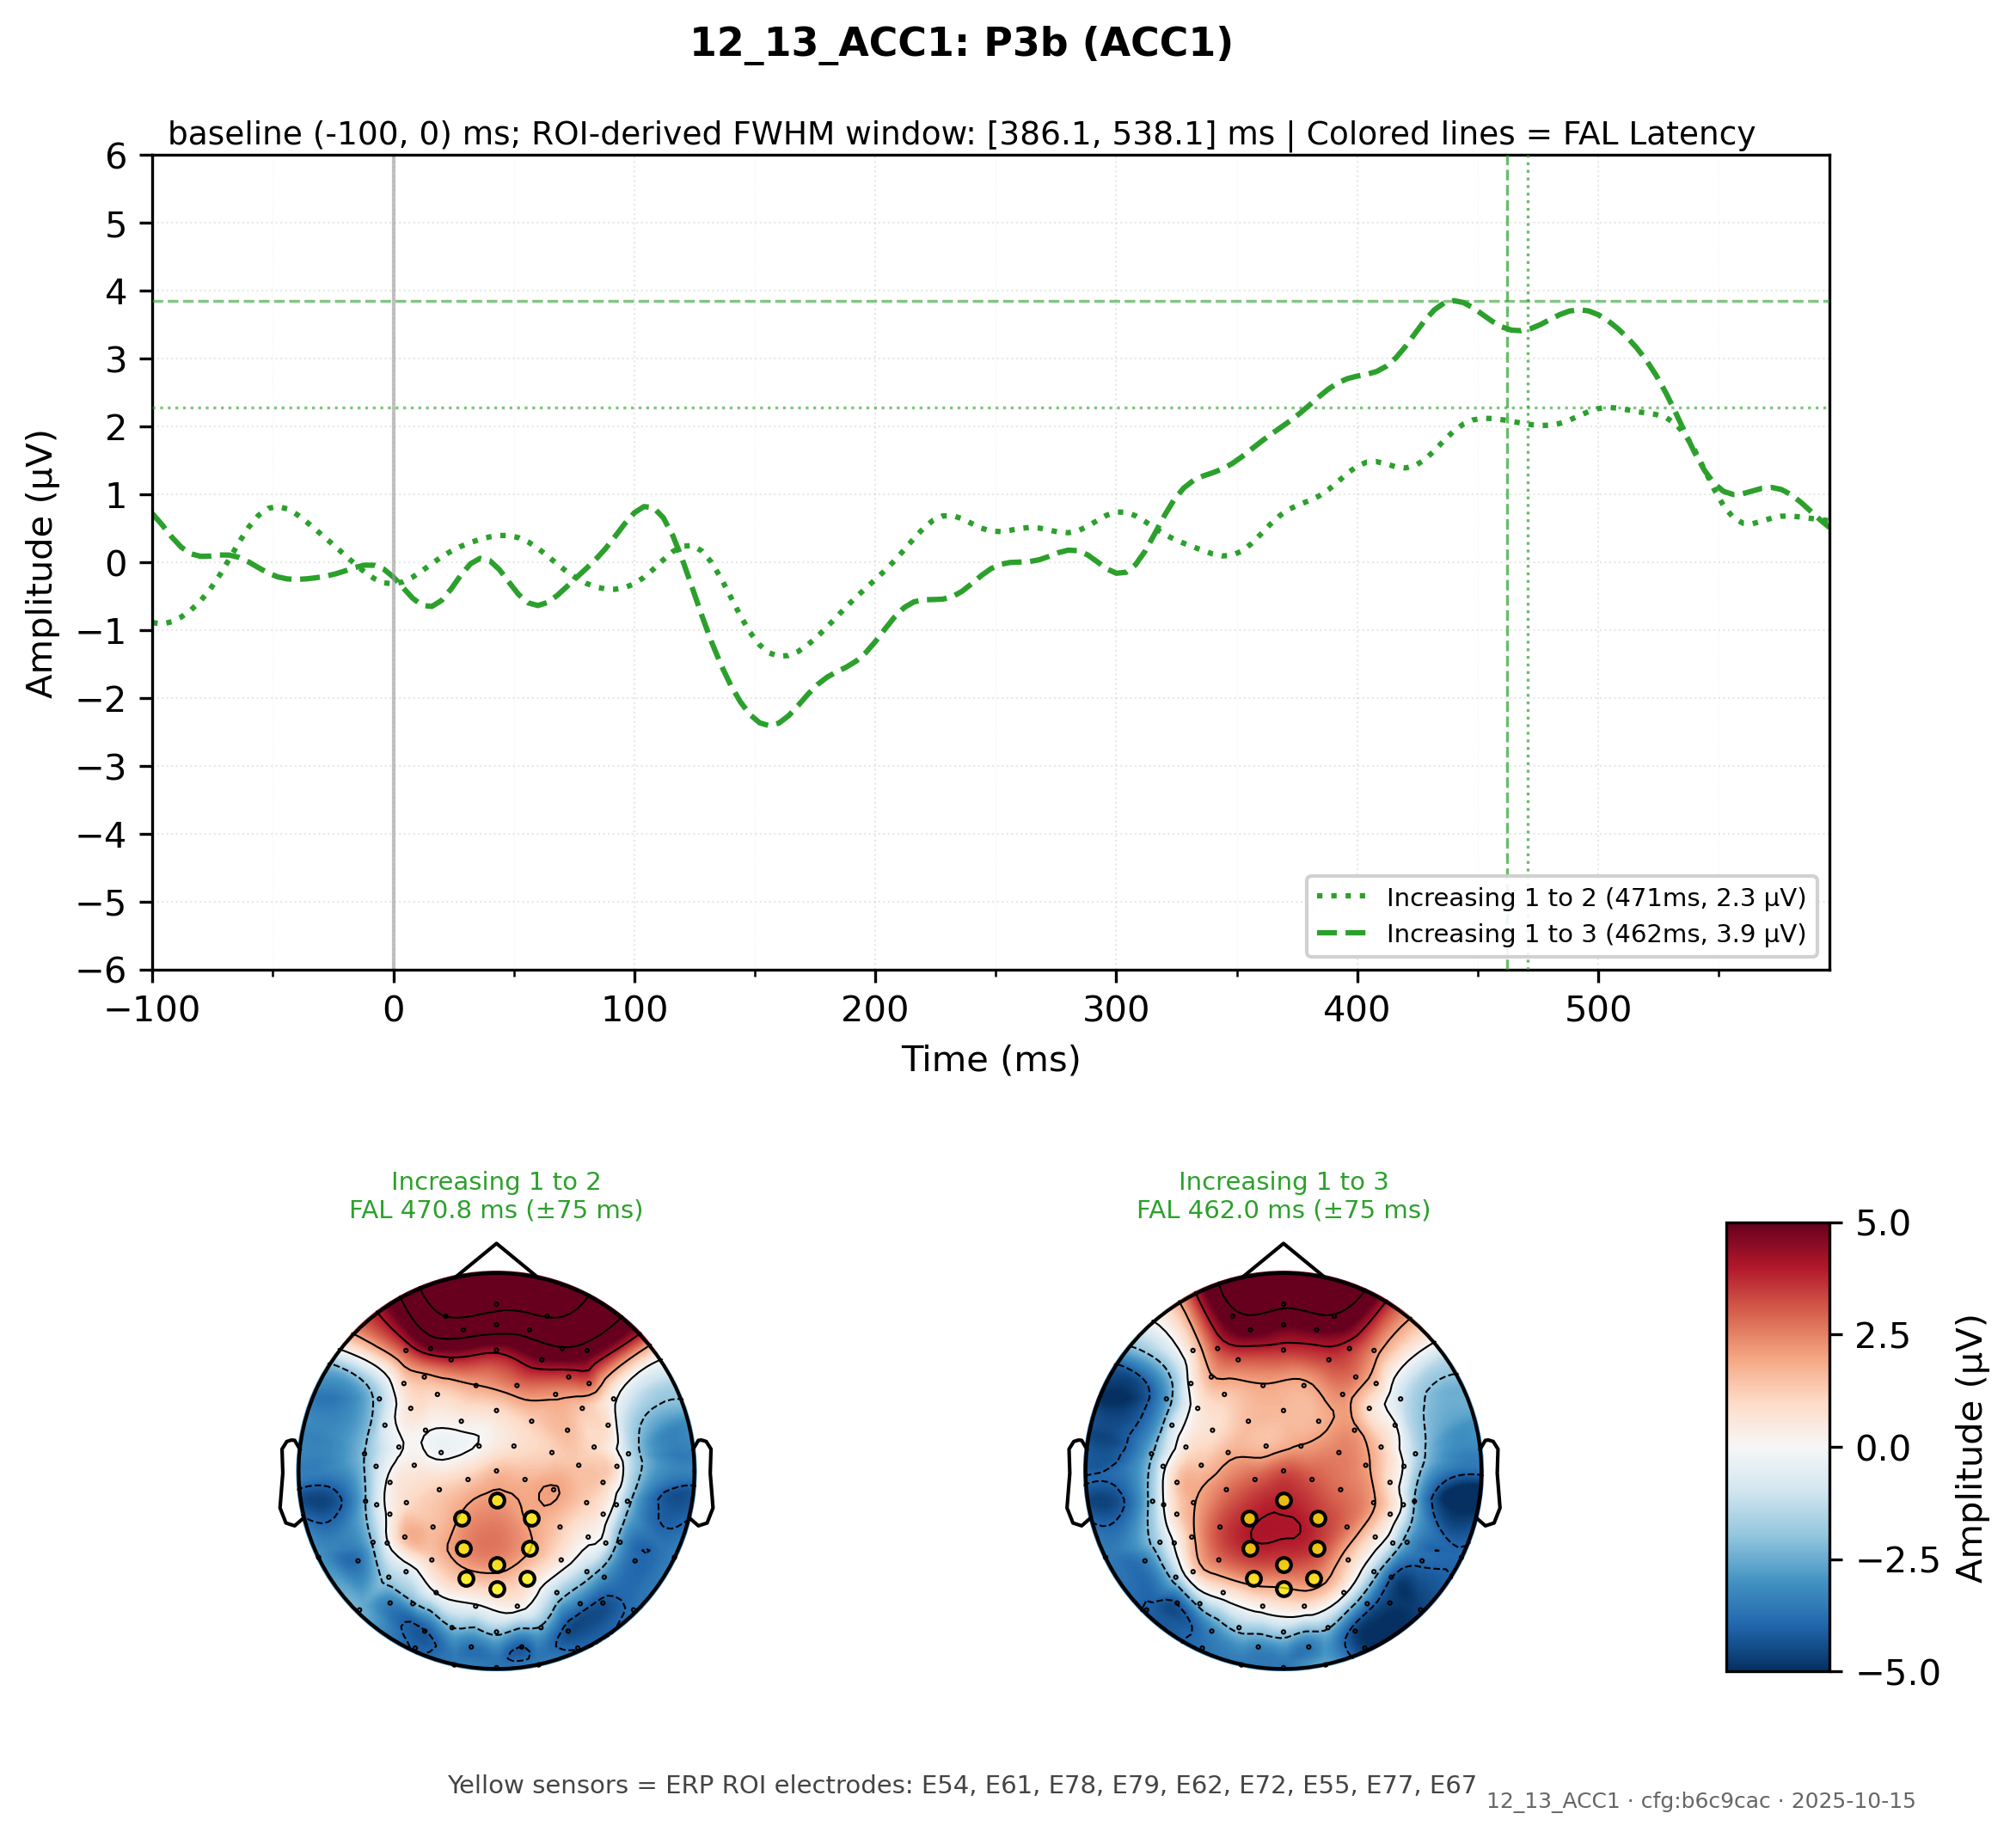 12_13_ACC1: P3b (ACC1)
baseline (-100, 0) ms; ROI-derived FWHM window: [386.1, 538.1] ms | Colored lines = FAL Latency
6
5
4
3
2
1
0
−1
−2
−3
−4
−5
−6
Amplitude (µV)
Increasing 1 to 2 (471ms, 2.3 µV)
Increasing 1 to 3 (462ms, 3.9 µV)
−100 0 100 200 300 400 500
Time (ms)
Increasing 1 to 2
FAL 470.8 ms (±75 ms)
Increasing 1 to 3
FAL 462.0 ms (±75 ms)
5.0
2.5
0.0
−2.5
−5.0
Amplitude (µV)
Yellow sensors = ERP ROI electrodes: E54, E61, E78, E79, E62, E72, E55, E77, E67
12_13_ACC1 · cfg:b6c9cac · 2025-10-15